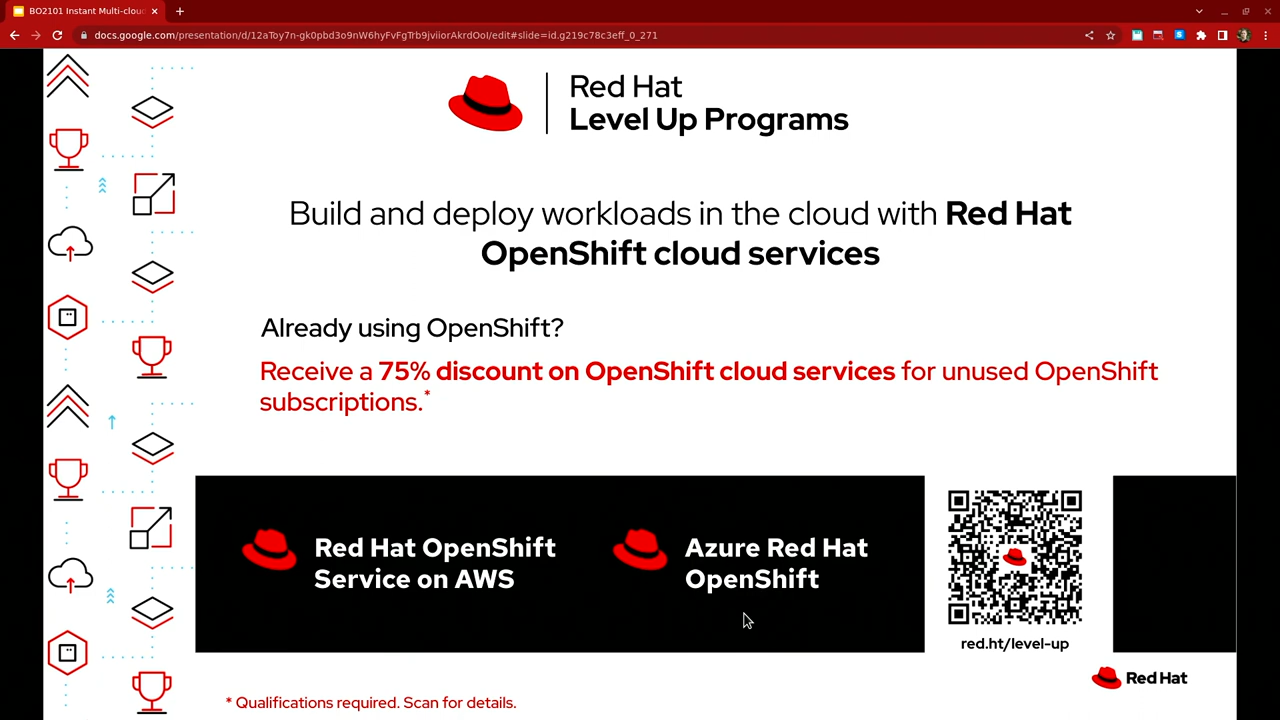 BO2101 Instant Multi-clou
docs.google.com/presentation/d/12aToy7n-gk0pbd3o9nW6hyFvFgTrb9jviiorAkrdOoI/edit#slide=id.g219c78c3eff_0_271
Red Hat
Level Up Programs
Build and deploy workloads in the cloud with Red Hat
OpenShift cloud services
Already using OpenShift?
Receive a 75% discount on OpenShift cloud services for unused OpenShift
subscriptions.*
Red Hat OpenShift
Service on AWS
Azure Red Hat
OpenShift
red.ht/level-up
Red Hat
* Qualifications required. Scan for details.